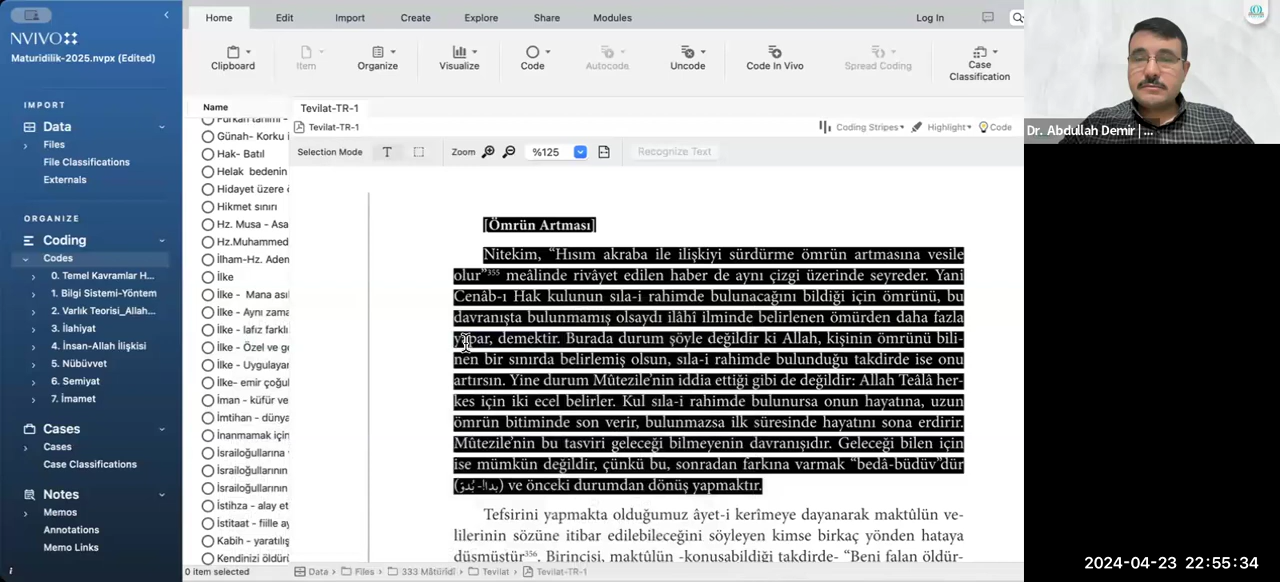 NVIVO
Maturidilik-2025.nvpx (Edited)
IMPORT
Data
Files
File Classifications
Externals
ORGANIZE
Coding
Codes
0. Temel Kavramlar H...
1. Bilgi Sistemi-Yöntem
2. Varlık Teorisi_Allah...
3. İlahiyat
4. İnsan-Allah İlişkisi
5. Nübüvvet
6. Semiyat
7. İmamet
Cases
Cases
Case Classifications
Notes
Memos
Annotations
Memo Links
Home Edit Import Create Explore Share Modules Log In
Clipboard Item Organize Visualize Code Autocode Uncode Code In Vivo Spread Coding Case Classification
Name
Furkan tanımı -
Günah- Korku i
Hak- Batıl
Helak bedenin
Hidayet üzere ö
Hikmet sınırı
Hz. Musa - Asa
Hz.Muhammed
İlham-Hz. Adem
İlke
İlke - Mana ası
İlke - Aynı zama
İlke - lafız farklı
İlke - Özel ve ge
İlke - Uygulayar
İlke- emir çoğul
İman - küfür ve
İmtihan - dünya
İnanmamak için
İsrailoğullarına v
İsrailoğullarının
İsrailoğullarının
İstihza - alay et
İstitaat - fiille ay
Kabih - yaratılış
Kendinizi öldürü
0 item selected
Tevilat-TR-1
Tevilat-TR-1
Coding Stripes Highlight Code
Selection Mode T Zoom %125 Recognize Text
[Ömrün Artması]
Nitekim, “Hısım akraba ile ilişkiyi sürdürme ömrün artmasına vesile
olur”355 meâlinde rivâyet edilen haber de aynı çizgi üzerinde seyreder. Yani
Cenâb-ı Hak kulunun sıla-i rahimde bulunacağını bildiği için ömrünü, bu
davranışta bulunmamış olsaydı ilâhî ilminde belirlenen ömürden daha fazla
yapar, demektir. Burada durum şöyle değildir ki Allah, kişinin ömrünü bili-
nen bir sınırda belirlemiş olsun, sıla-i rahimde bulunduğu takdirde ise onu
artırsın. Yine durum Mûtezile’nin iddia ettiği gibi de değildir: Allah Teâlâ her-
kes için iki ecel belirler. Kul sıla-i rahimde bulunursa onun hayatına, uzun
ömrün bitiminde son verir, bulunmazsa ilk süresinde hayatını sona erdirir.
Mûtezile’nin bu tasviri geleceği bilmeyenin davranışıdır. Geleceği bilen için
ise mümkün değildir, çünkü bu, sonradan farkına varmak “bedâ-büdüv”dür
(بدا-بُدوّ) ve önceki durumdan dönüş yapmaktır.
Tefsirini yapmakta olduğumuz âyet-i kerîmeye dayanarak maktûlün ve-
lilerinin sözüne itibar edilebileceğini söyleyen kimse birkaç yönden hataya
düşmüştür356. Birincisi, maktûlün -konuşabildiği takdirde- “Beni falan öldür-
Data Files 333 Mâtürîdî Tevilat Tevilat-TR-1
Dr. Abdullah Demir | ...
2024-04-23 22:55:34